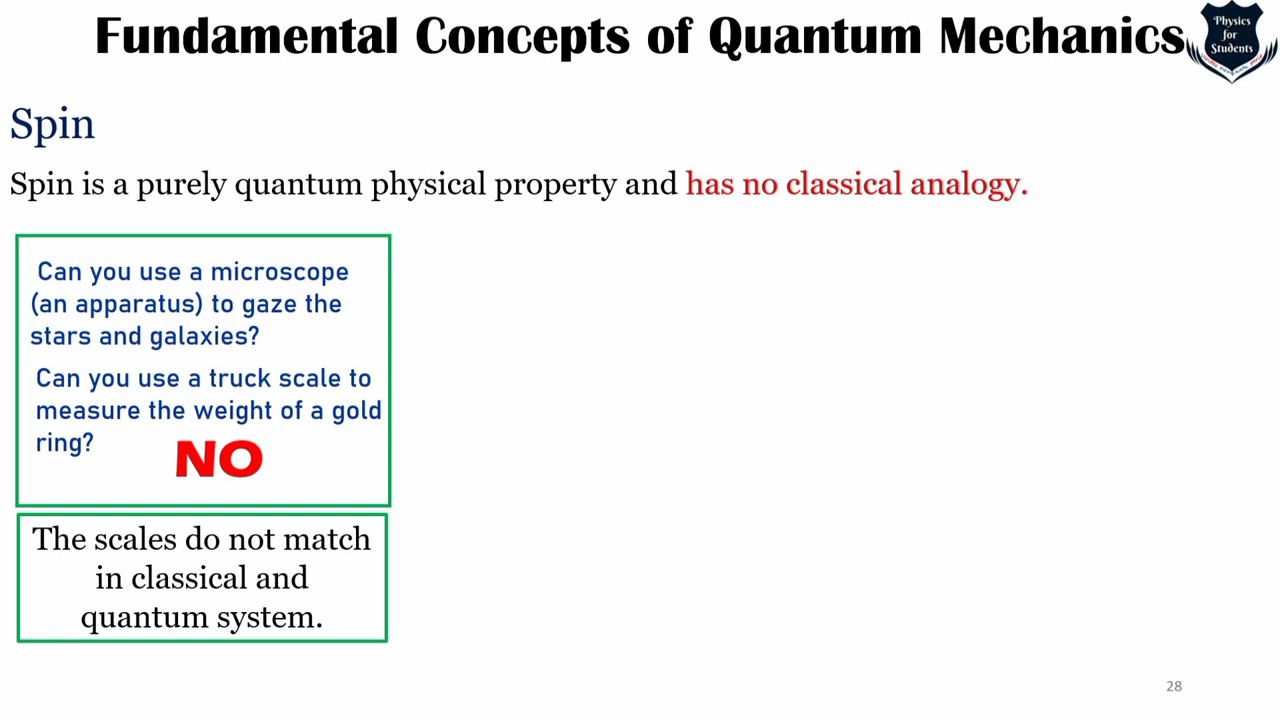 Fundamental Concepts of Quantum Mechanics
Physics
for
Students
Spin
Spin is a purely quantum physical property and has no classical analogy.
Can you use a microscope
(an apparatus) to gaze the
stars and galaxies?
Can you use a truck scale to
measure the weight of a gold
ring?
NO
The scales do not match
in classical and
quantum system.
28